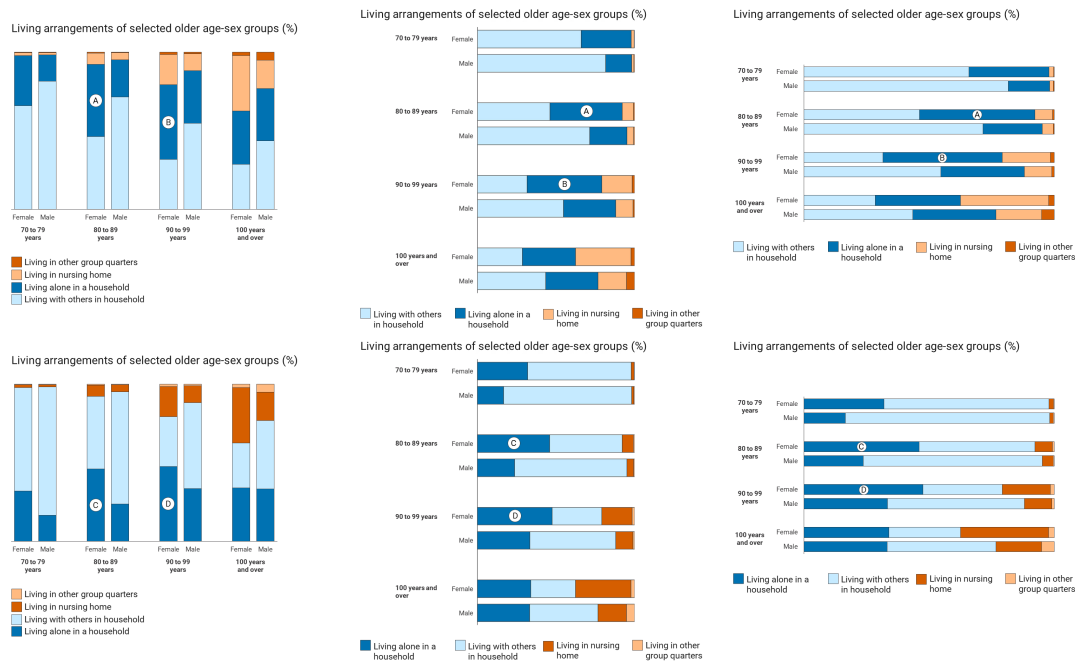 Living arrangements of selected older age-sex groups (%)
A
B
Female Male Female Male Female Male Female Male
70 to 79 80 to 89 90 to 99 100 years
years years years and over
Living in other group quarters
Living in nursing home
Living alone in a household
Living with others in household
Living arrangements of selected older age-sex groups (%)
70 to 79 years
Female
Male
80 to 89 years
Female
A
Male
90 to 99 years
Female
B
Male
100 years and
over
Female
Male
Living with others Living alone in a Living in nursing Living in other
in household household home group quarters
Living arrangements of selected older age-sex groups (%)
70 to 79
years
Female
Male
80 to 89
years
Female
A
Male
90 to 99
years
Female
B
Male
100 years
and over
Female
Male
Living with others Living alone in a Living in nursing Living in other
in household household home group quarters
Living arrangements of selected older age-sex groups (%)
C
D
Female Male Female Male Female Male Female Male
70 to 79 80 to 89 90 to 99 100 years
years years years and over
Living in other group quarters
Living in nursing home
Living with others in household
Living alone in a household
Living arrangements of selected older age-sex groups (%)
70 to 79 years
Female
Male
80 to 89 years
Female
C
Male
90 to 99 years
Female
D
Male
100 years and
over
Female
Male
Living alone in a Living with others Living in nursing Living in other
household in household home group quarters
Living arrangements of selected older age-sex groups (%)
70 to 79
years
Female
Male
80 to 89
years
Female
C
Male
90 to 99
years
Female
D
Male
100 years
and over
Female
Male
Living alone in a Living with others Living in nursing Living in other
household in household home group quarters